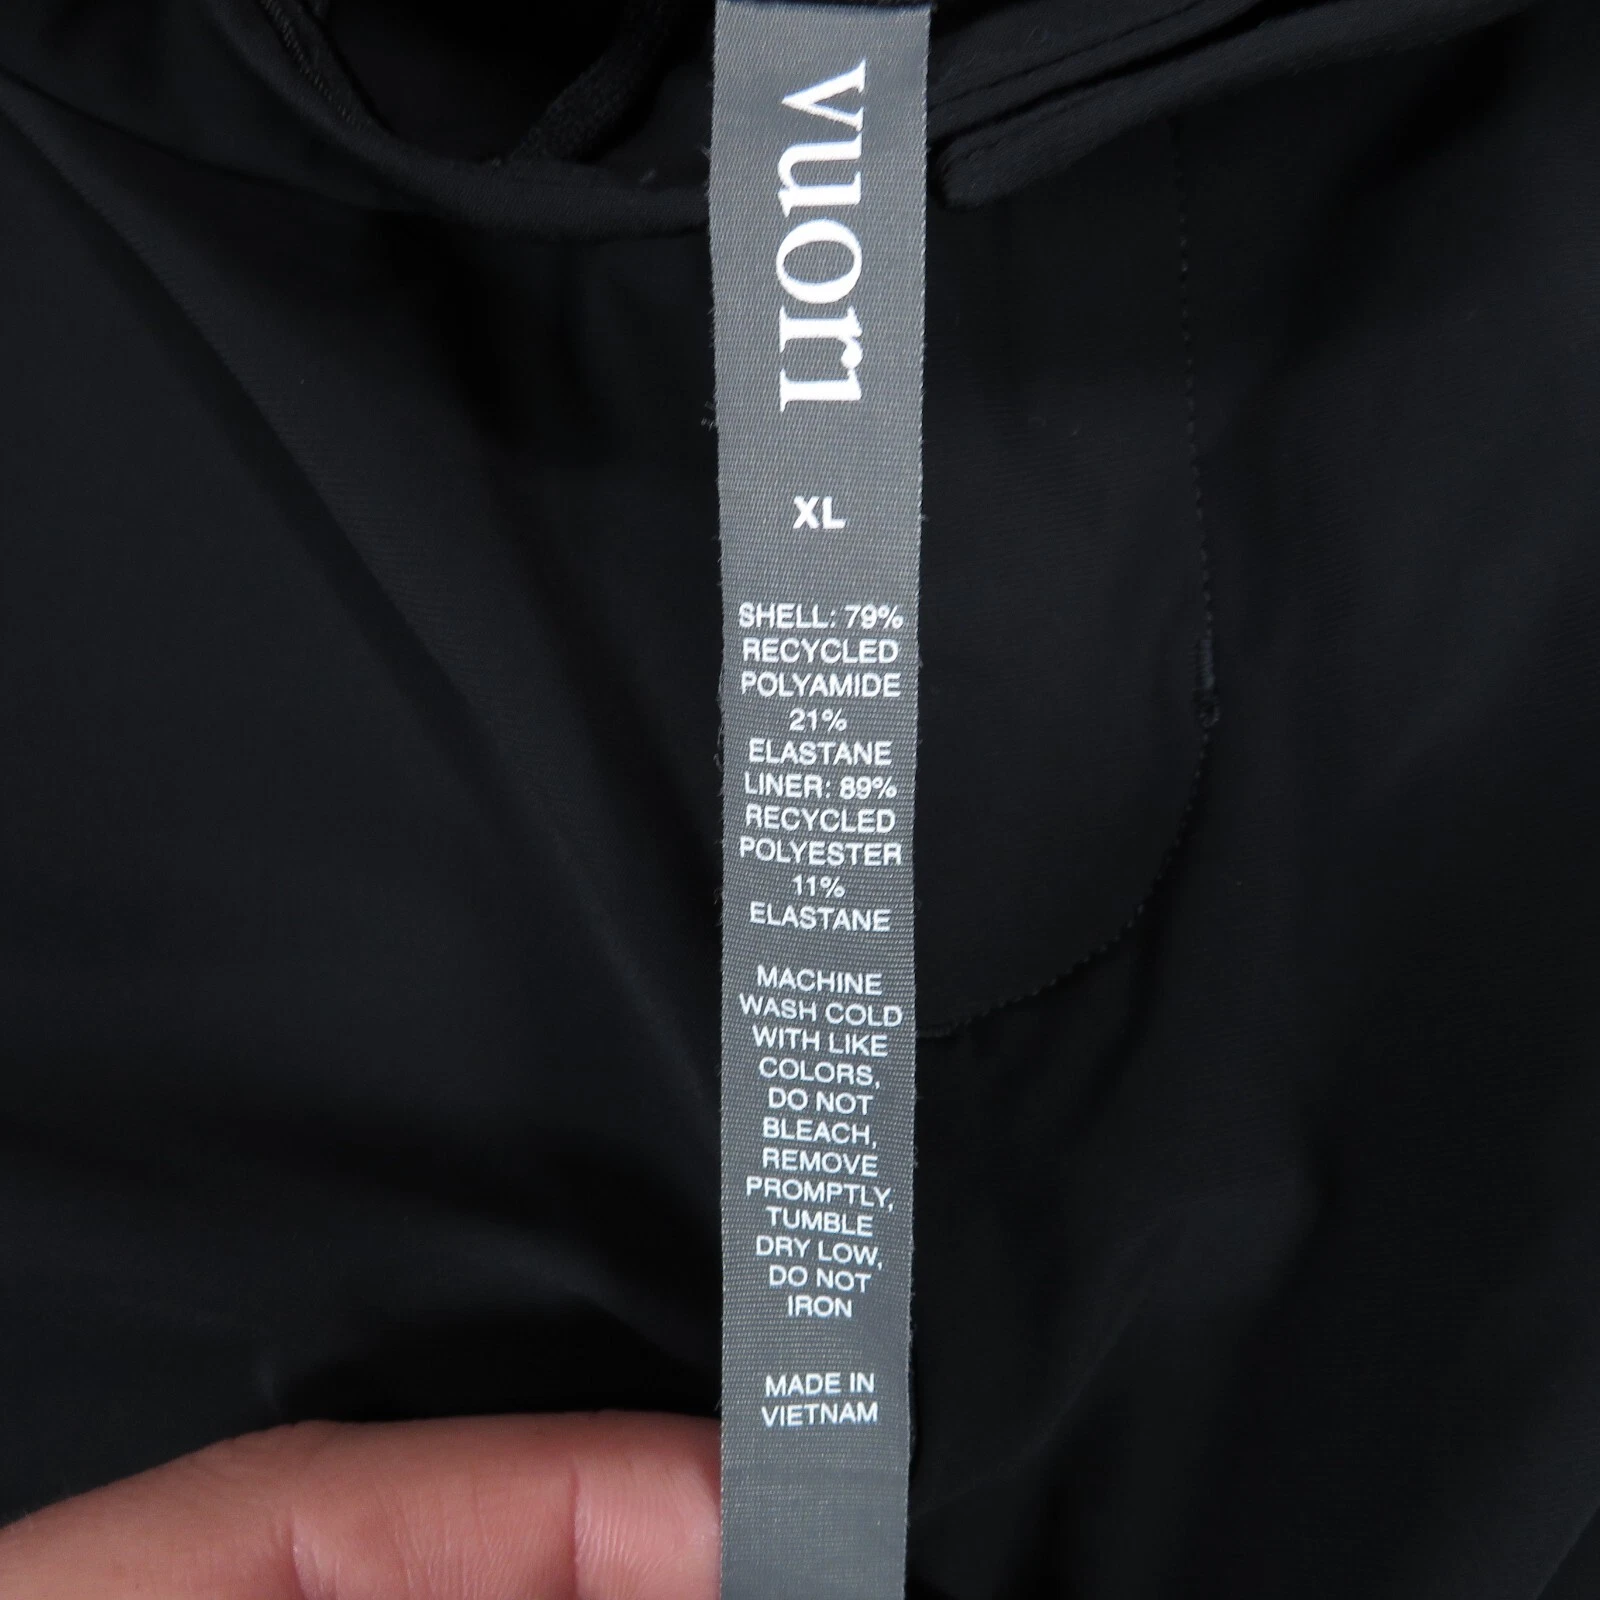 vuori
XL
SHELL: 79%
RECYCLED
POLYAMIDE
21%
ELASTANE
LINER: 89%
RECYCLED
POLYESTER
11%
ELASTANE
MACHINE
WASH COLD
WITH LIKE
COLORS,
DO NOT
BLEACH,
REMOVE
PROMPTLY,
TUMBLE
DRY LOW,
DO NOT
IRON
MADE IN
VIETNAM